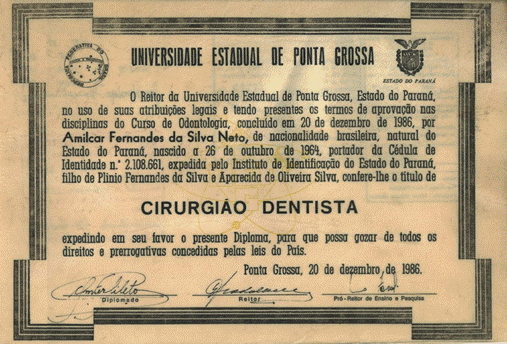 UNIVERSIDADE ESTADUAL DE PONTA GROSSA
ESTADO DO PARANÁ
O Reitor da Universidade Estadual de Ponta Grossa, Estado do Paraná,
no uso de suas atribuições legais e tendo presentes os termos de aprovação nas
disciplinas do Curso de Odontologia, concluído em 20 de dezembro de 1986, por
Amilcar Fernandes da Silva Neto, de nacionalidade brasileira, natural do
Estado do Paraná, nascido a 26 de outubro de 1964, portador da Cédula de
Identidade n.° 2.108.661, expedida pelo Instituto de Identificação do Estado do Paraná,
filho de Plinio Fernandes da Silva e Aparecida de Oliveira Silva, confere-lhe o título de
CIRURGIÃO DENTISTA
expedindo em seu favor o presente Diploma, para que possa gozar de todos os
direitos e prerrogativas concedidas pelas leis do País.
Ponta Grossa, 20 de dezembro de 1986.
Diplomado
Reitor
Pró-Reitor de Ensino e Pesquisa